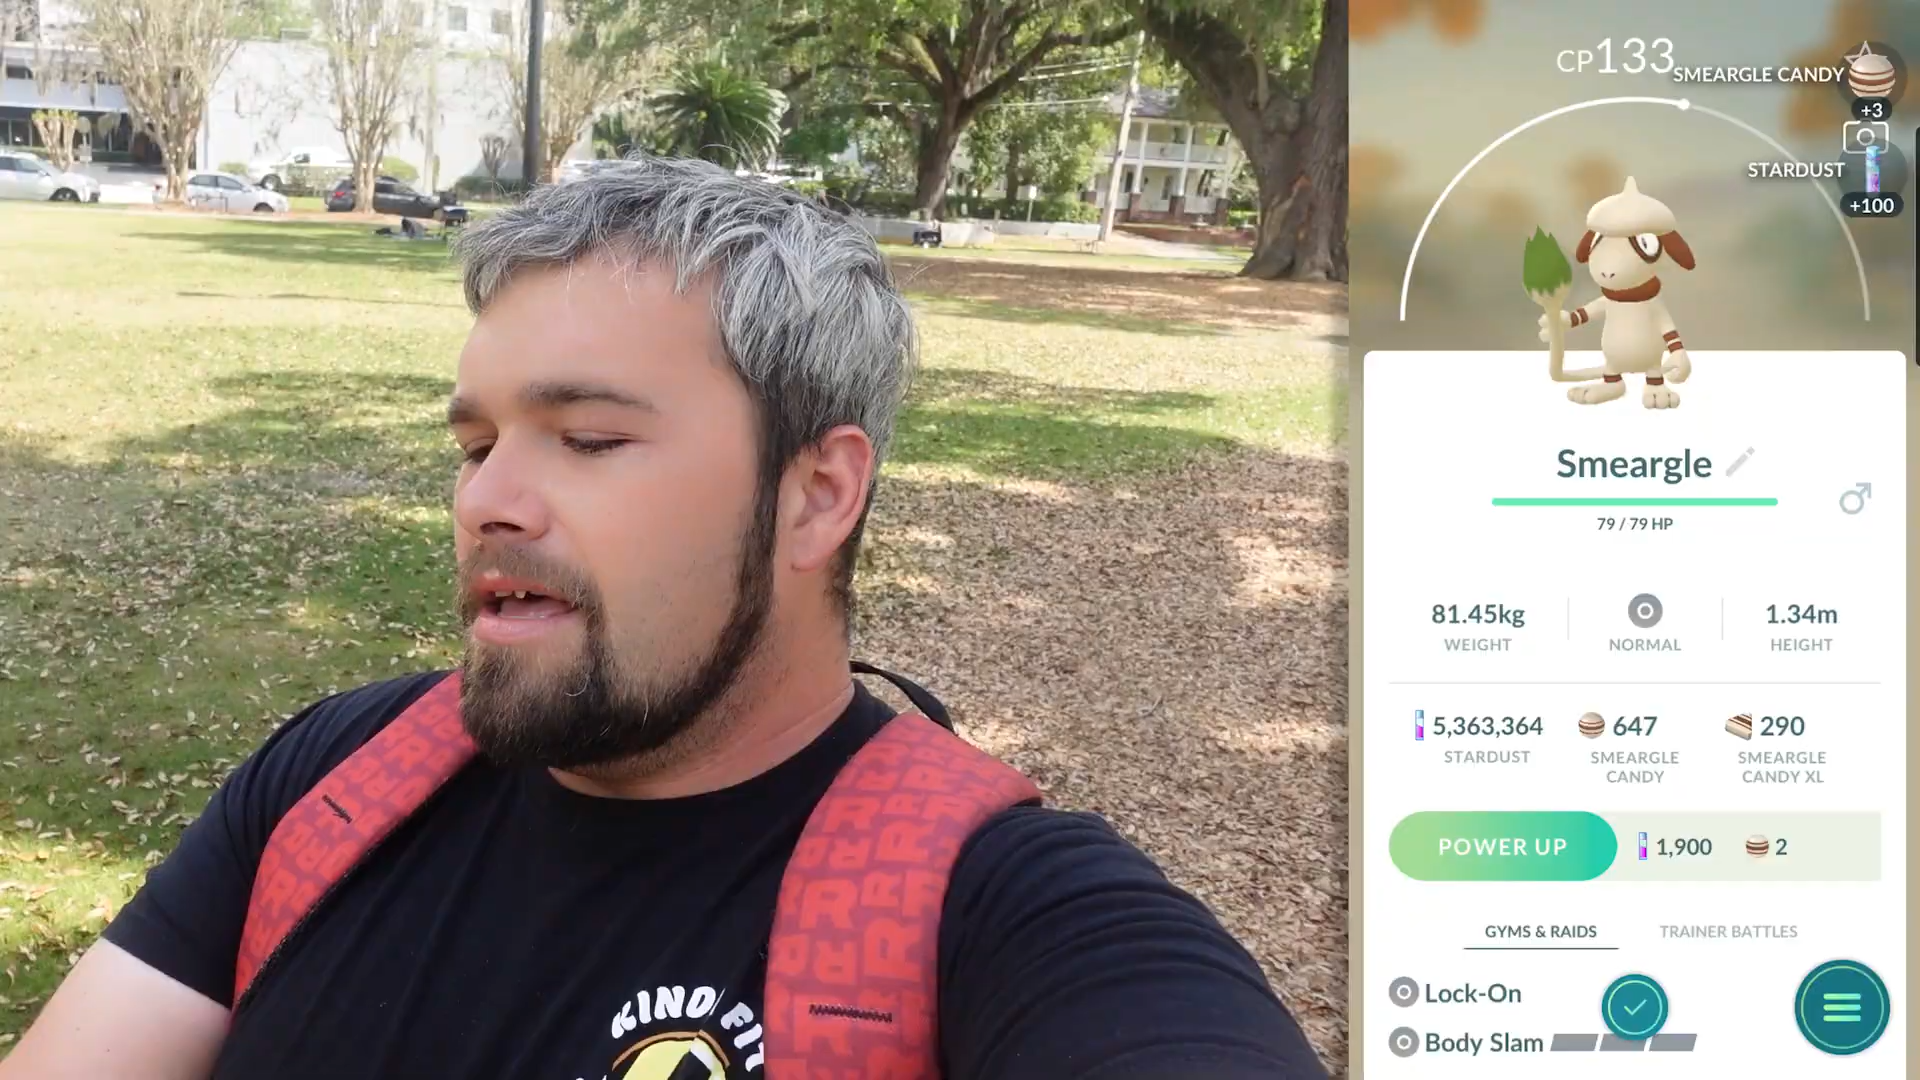 CP133
SMEARGLE CANDY
+3
STARDUST
+100
Smeargle
79 / 79 HP
81.45kg
WEIGHT
NORMAL
1.34m
HEIGHT
5,363,364
STARDUST
647
SMEARGLE
CANDY
290
SMEARGLE
CANDY XL
POWER UP
1,900
2
GYMS & RAIDS
TRAINER BATTLES
Lock-On
Body Slam
KIND